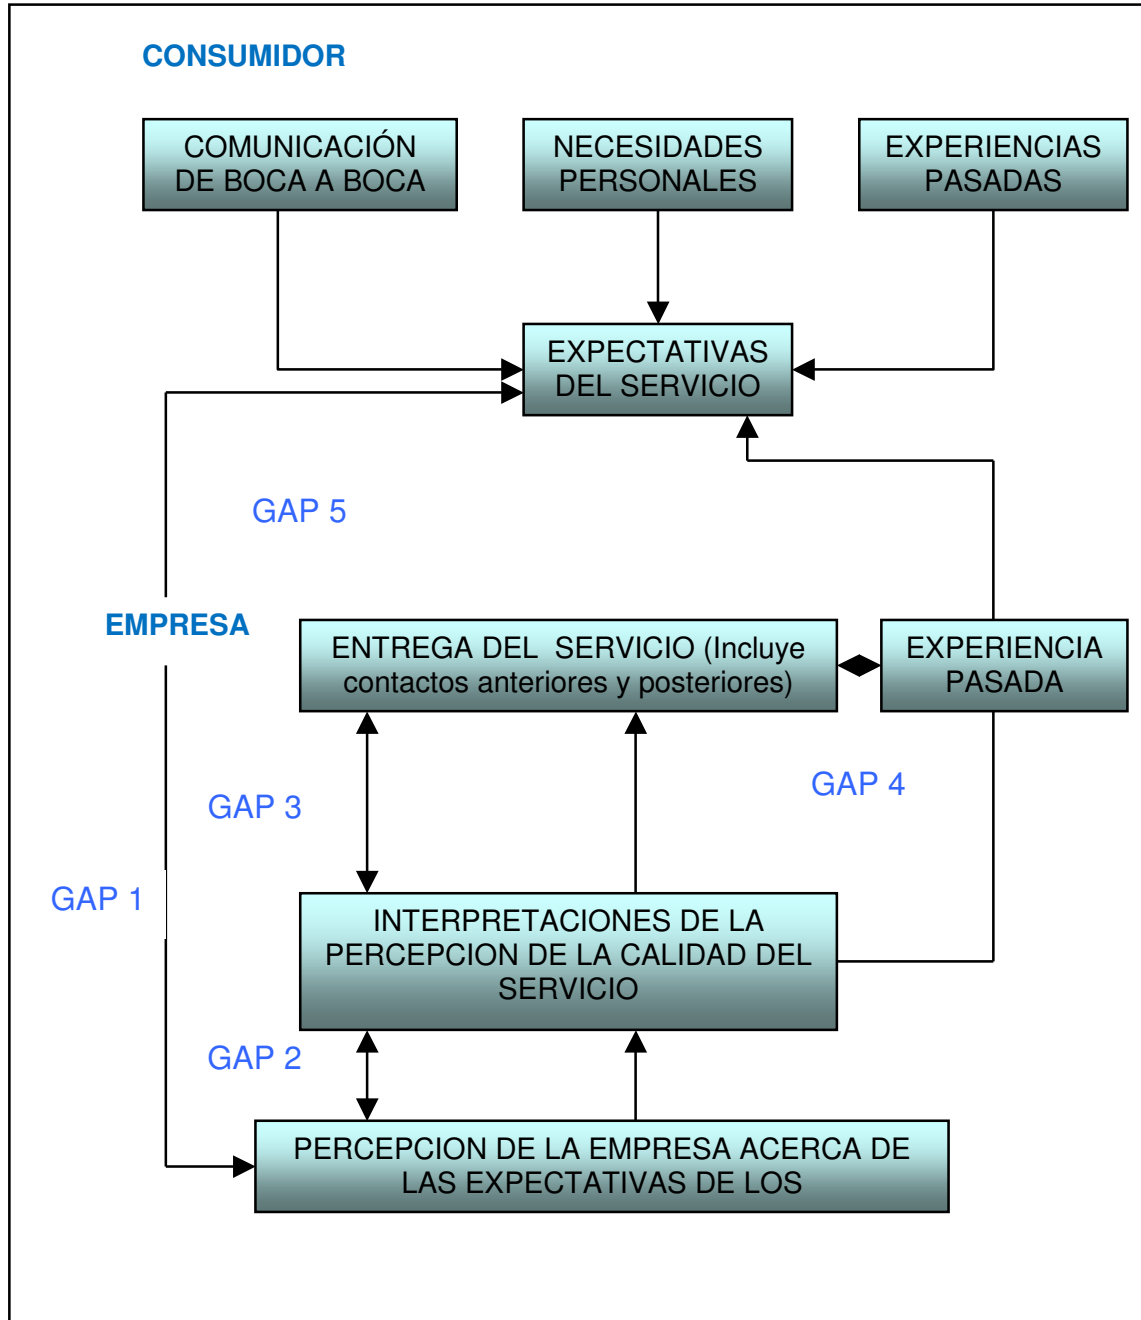 CONSUMIDOR
COMUNICACIÓN
DE BOCA A BOCA
NECESIDADES
PERSONALES
EXPERIENCIAS
PASADAS
EXPECTATIVAS
DEL SERVICIO
GAP 5
EMPRESA
ENTREGA DEL SERVICIO (Incluye
contactos anteriores y posteriores)
EXPERIENCIA
PASADA
GAP 4
GAP 3
GAP 1
INTERPRETACIONES DE LA
PERCEPCION DE LA CALIDAD DEL
SERVICIO
GAP 2
PERCEPCION DE LA EMPRESA ACERCA DE
LAS EXPECTATIVAS DE LOS